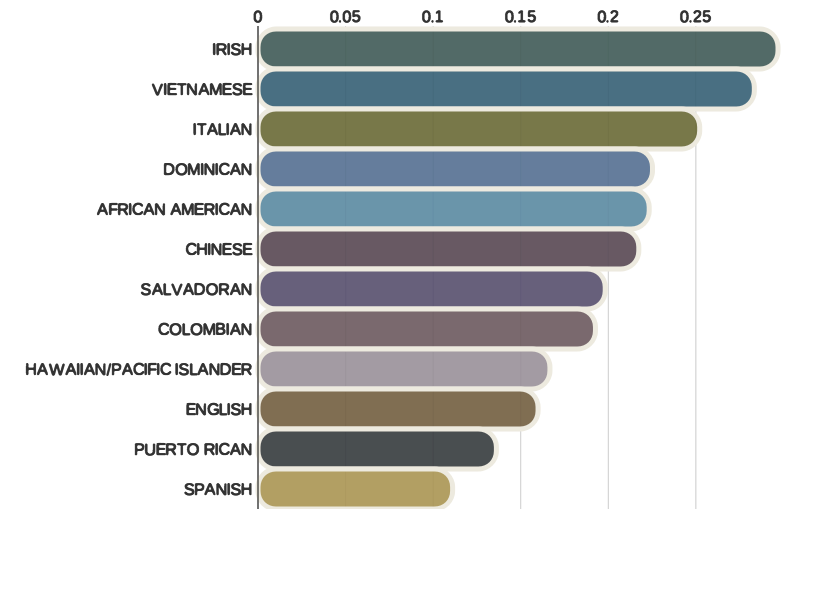 0 0.05 0.1 0.15 0.2 0.25
IRISH
VIETNAMESE
ITALIAN
DOMINICAN
AFRICAN AMERICAN
CHINESE
SALVADORAN
COLOMBIAN
HAWAIIAN/PACIFIC ISLANDER
ENGLISH
PUERTO RICAN
SPANISH